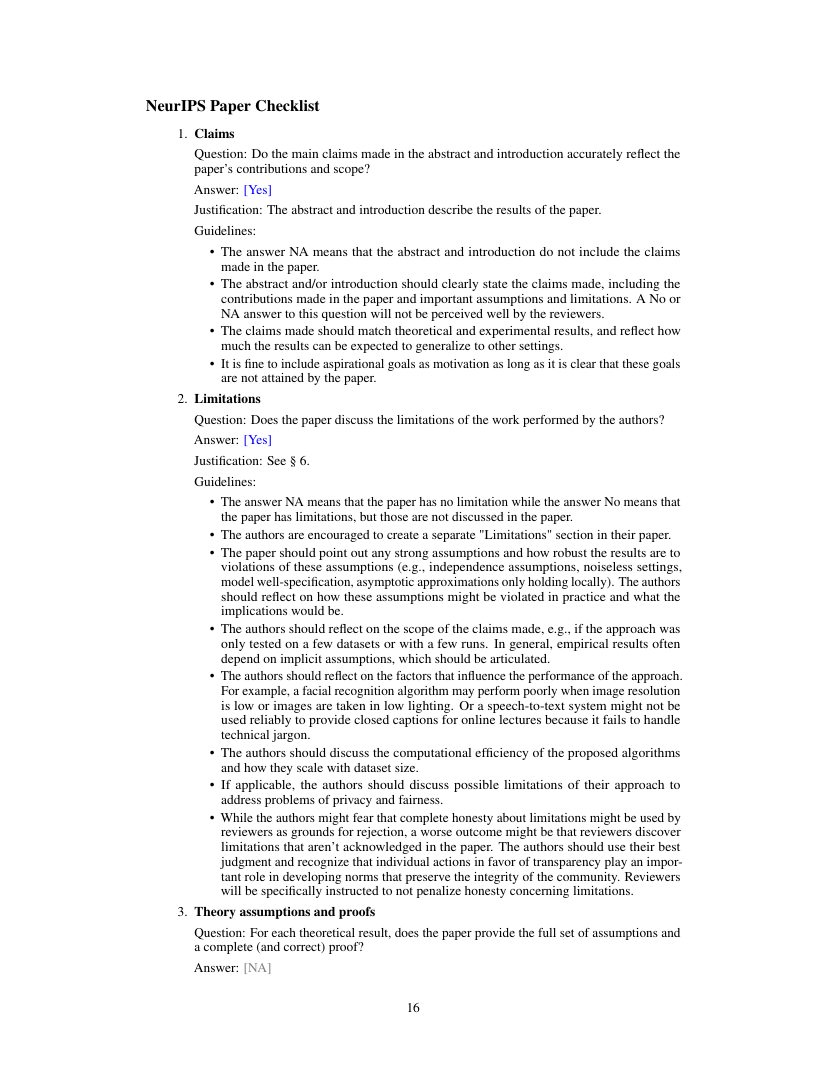 NeurIPS Paper Checklist
1. Claims
Question: Do the main claims made in the abstract and introduction accurately reflect the
paper's contributions and scope?
Answer: [Yes]
Justification: The abstract and introduction describe the results of the paper.
Guidelines:
• The answer NA means that the abstract and introduction do not include the claims
made in the paper.
• The abstract and/or introduction should clearly state the claims made, including the
contributions made in the paper and important assumptions and limitations. A No or
NA answer to this question will not be perceived well by the reviewers.
• The claims made should match theoretical and experimental results, and reflect how
much the results can be expected to generalize to other settings.
• It is fine to include aspirational goals as motivation as long as it is clear that these goals
are not attained by the paper.
2. Limitations
Question: Does the paper discuss the limitations of the work performed by the authors?
Answer: [Yes]
Justification: See § 6.
Guidelines:
• The answer NA means that the paper has no limitation while the answer No means that
the paper has limitations, but those are not discussed in the paper.
• The authors are encouraged to create a separate "Limitations" section in their paper.
• The paper should point out any strong assumptions and how robust the results are to
violations of these assumptions (e.g., independence assumptions, noiseless settings,
model well-specification, asymptotic approximations only holding locally). The authors
should reflect on how these assumptions might be violated in practice and what the
implications would be.
• The authors should reflect on the scope of the claims made, e.g., if the approach was
only tested on a few datasets or with a few runs. In general, empirical results often
depend on implicit assumptions, which should be articulated.
• The authors should reflect on the factors that influence the performance of the approach.
For example, a facial recognition algorithm may perform poorly when image resolution
is low or images are taken in low lighting. Or a speech-to-text system might not be
used reliably to provide closed captions for online lectures because it fails to handle
technical jargon.
• The authors should discuss the computational efficiency of the proposed algorithms
and how they scale with dataset size.
• If applicable, the authors should discuss possible limitations of their approach to
address problems of privacy and fairness.
• While the authors might fear that complete honesty about limitations might be used by
reviewers as grounds for rejection, a worse outcome might be that reviewers discover
limitations that aren't acknowledged in the paper. The authors should use their best
judgment and recognize that individual actions in favor of transparency play an impor-
tant role in developing norms that preserve the integrity of the community. Reviewers
will be specifically instructed to not penalize honesty concerning limitations.
3. Theory assumptions and proofs
Question: For each theoretical result, does the paper provide the full set of assumptions and
a complete (and correct) proof?
Answer: [NA]
16